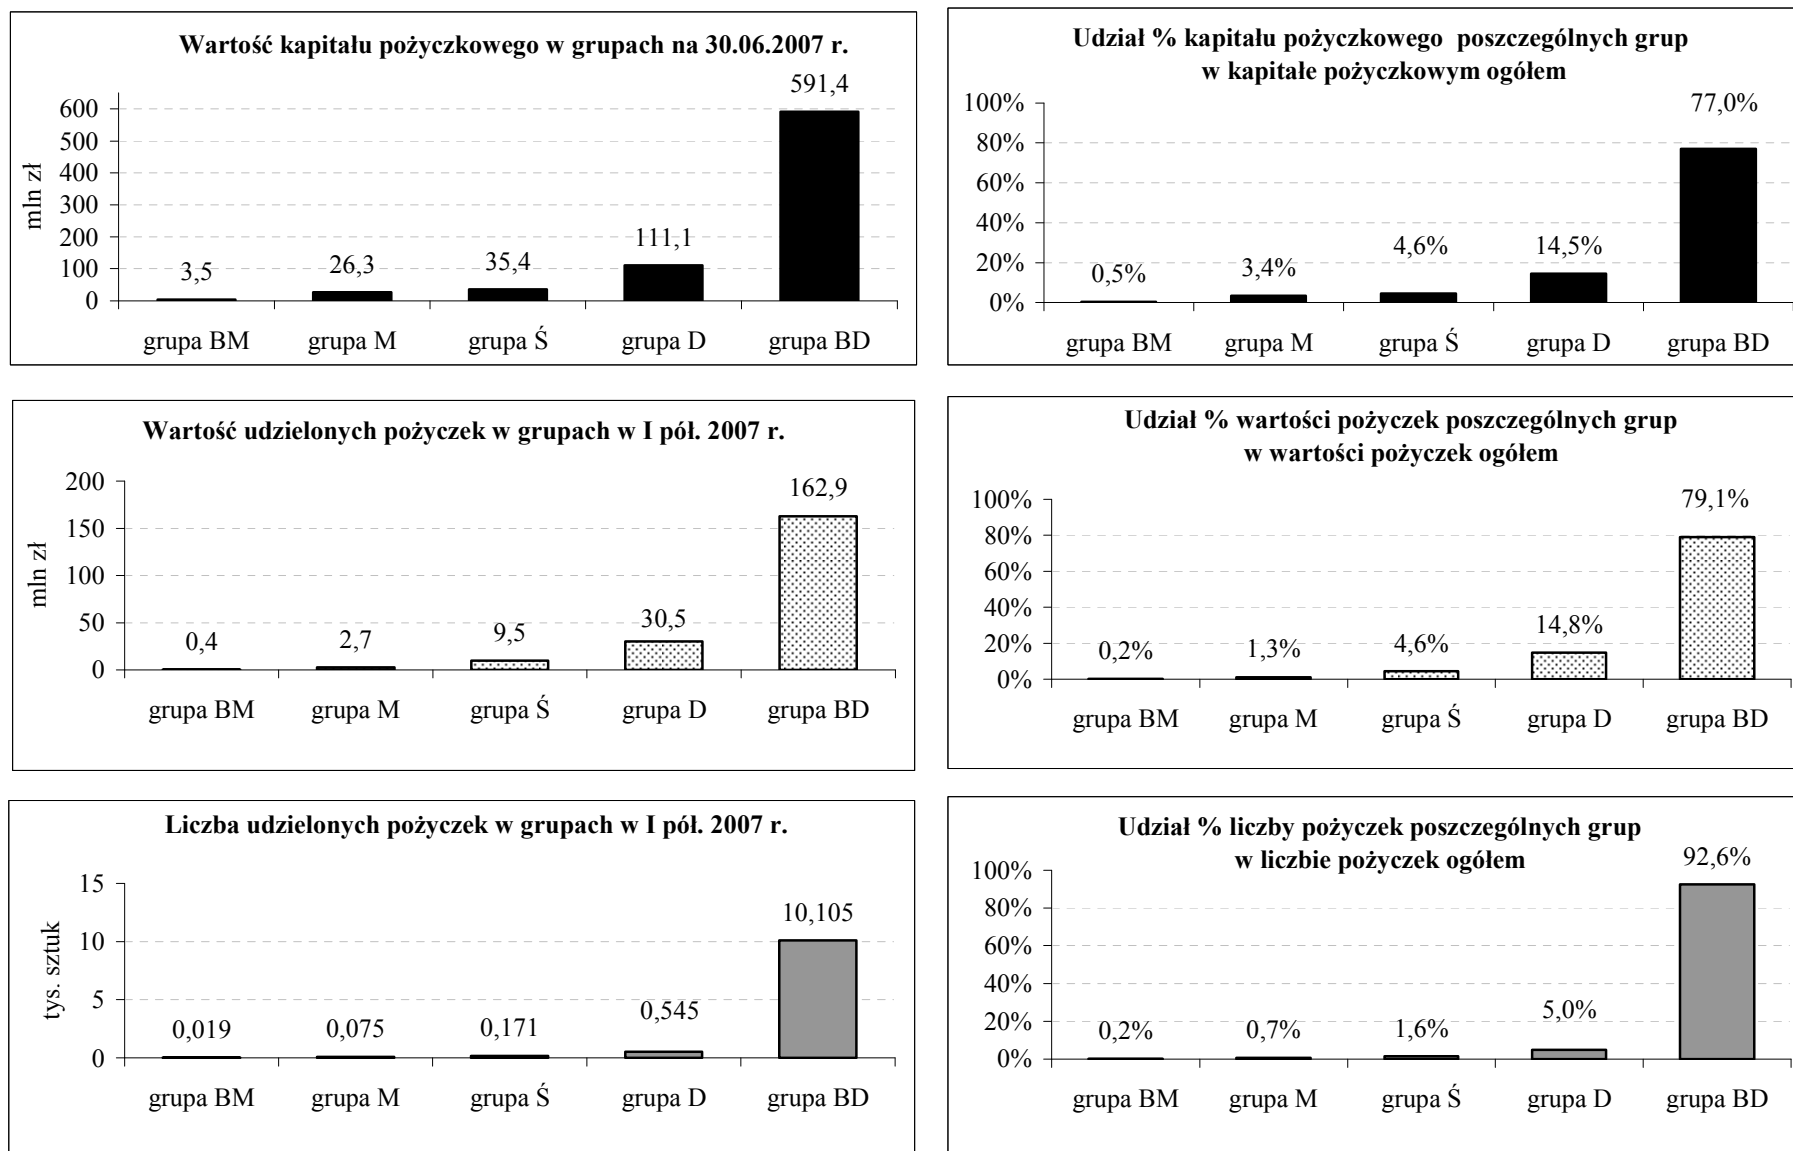 Wartość kapitału pożyczkowego w grupach na 30.06.2007 r.
mln zł
600
500
400
300
200
100
0
3,5
26,3
35,4
111,1
591,4
grupa BM
grupa M
grupa Ś
grupa D
grupa BD
Udział % kapitału pożyczkowego poszczególnych grup
w kapitałe pożyczkowym ogółem
100%
80%
60%
40%
20%
0%
0,5%
3,4%
4,6%
14,5%
77,0%
grupa BM
grupa M
grupa Ś
grupa D
grupa BD
Wartość udzielonych pożyczek w grupach w I pół. 2007 r.
mln zł
200
150
100
50
0
0,4
2,7
9,5
30,5
162,9
grupa BM
grupa M
grupa Ś
grupa D
grupa BD
Udział % wartości pożyczek poszczególnych grup
w wartości pożyczek ogółem
100%
80%
60%
40%
20%
0%
0,2%
1,3%
4,6%
14,8%
79,1%
grupa BM
grupa M
grupa Ś
grupa D
grupa BD
Liczba udzielonych pożyczek w grupach w I pół. 2007 r.
tys. sztuk
15
10
5
0
0,019
0,075
0,171
0,545
10,105
grupa BM
grupa M
grupa Ś
grupa D
grupa BD
Udział % liczby pożyczek poszczególnych grup
w liczbie pożyczek ogółem
100%
80%
60%
40%
20%
0%
0,2%
0,7%
1,6%
5,0%
92,6%
grupa BM
grupa M
grupa Ś
grupa D
grupa BD